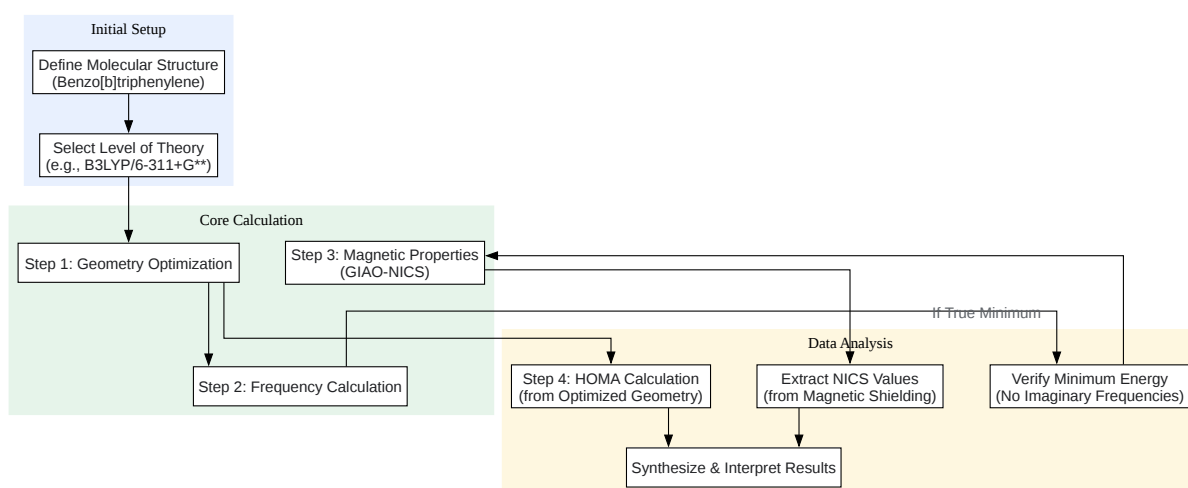 Initial Setup
Define Molecular Structure
(Benzo[b]triphenylene)
Select Level of Theory
(e.g., B3LYP/6-311+G**)
Core Calculation
Step 1: Geometry Optimization
Step 3: Magnetic Properties
(GIAO-NICS)
If True Minimum
Step 2: Frequency Calculation
Data Analysis
Step 4: HOMA Calculation
(from Optimized Geometry)
Extract NICS Values
(from Magnetic Shielding)
Verify Minimum Energy
(No Imaginary Frequencies)
Synthesize & Interpret Results